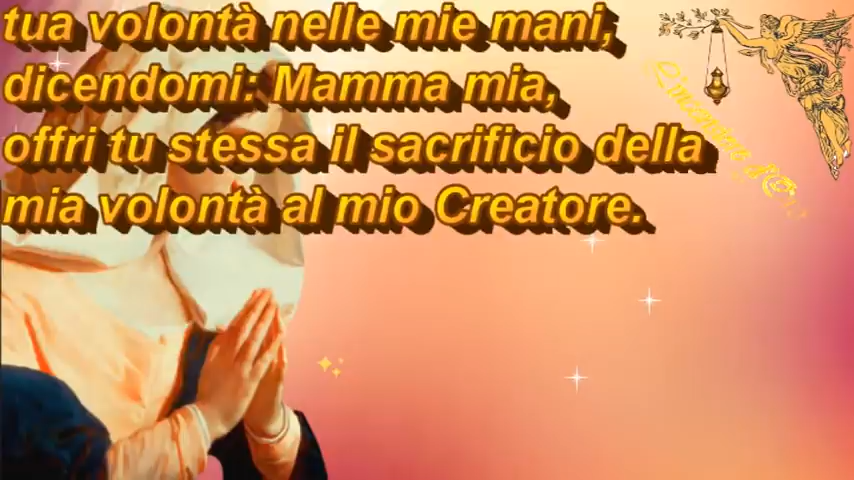 tua volontà nelle mie mani,
dicendomi: Mamma mia,
offri tu stessa il sacrificio della
mia volontà al mio Creatore.